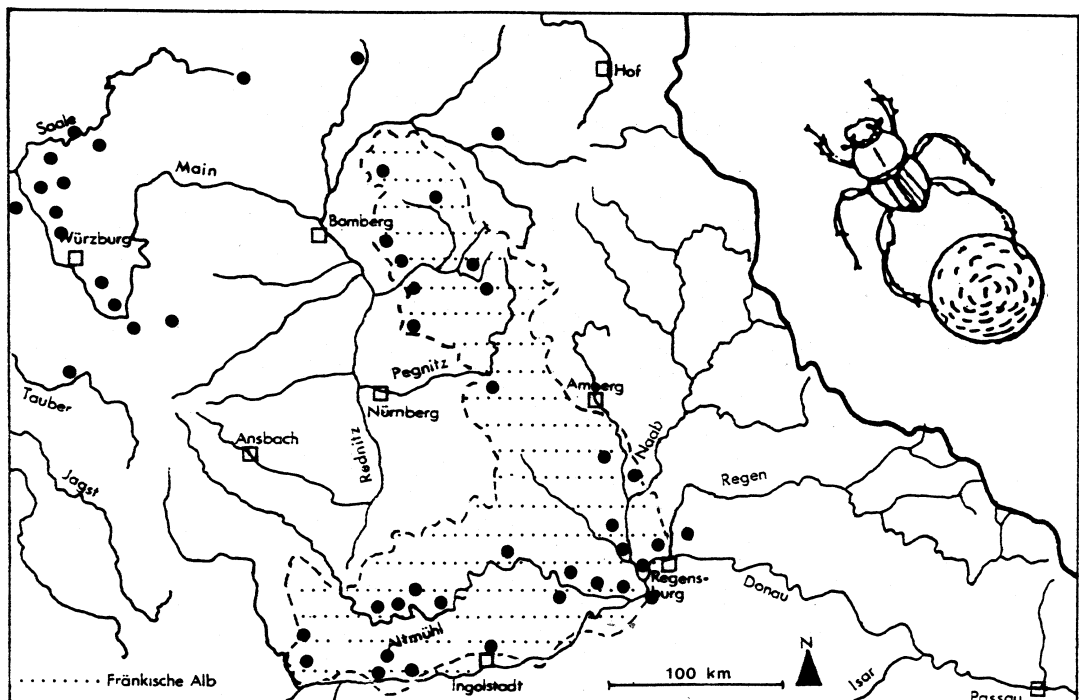 Hof
Saale
Main
Bamberg
Würzburg
Pegnitz
Amberg
Tauber
Nürnberg
Ansbach
Rednitz
Naab
Jagst
Regen
Regens-
burg
Donau
Altmühl
N
Fränkische Alb
Ingolstadt
100 km
Isar
Passau